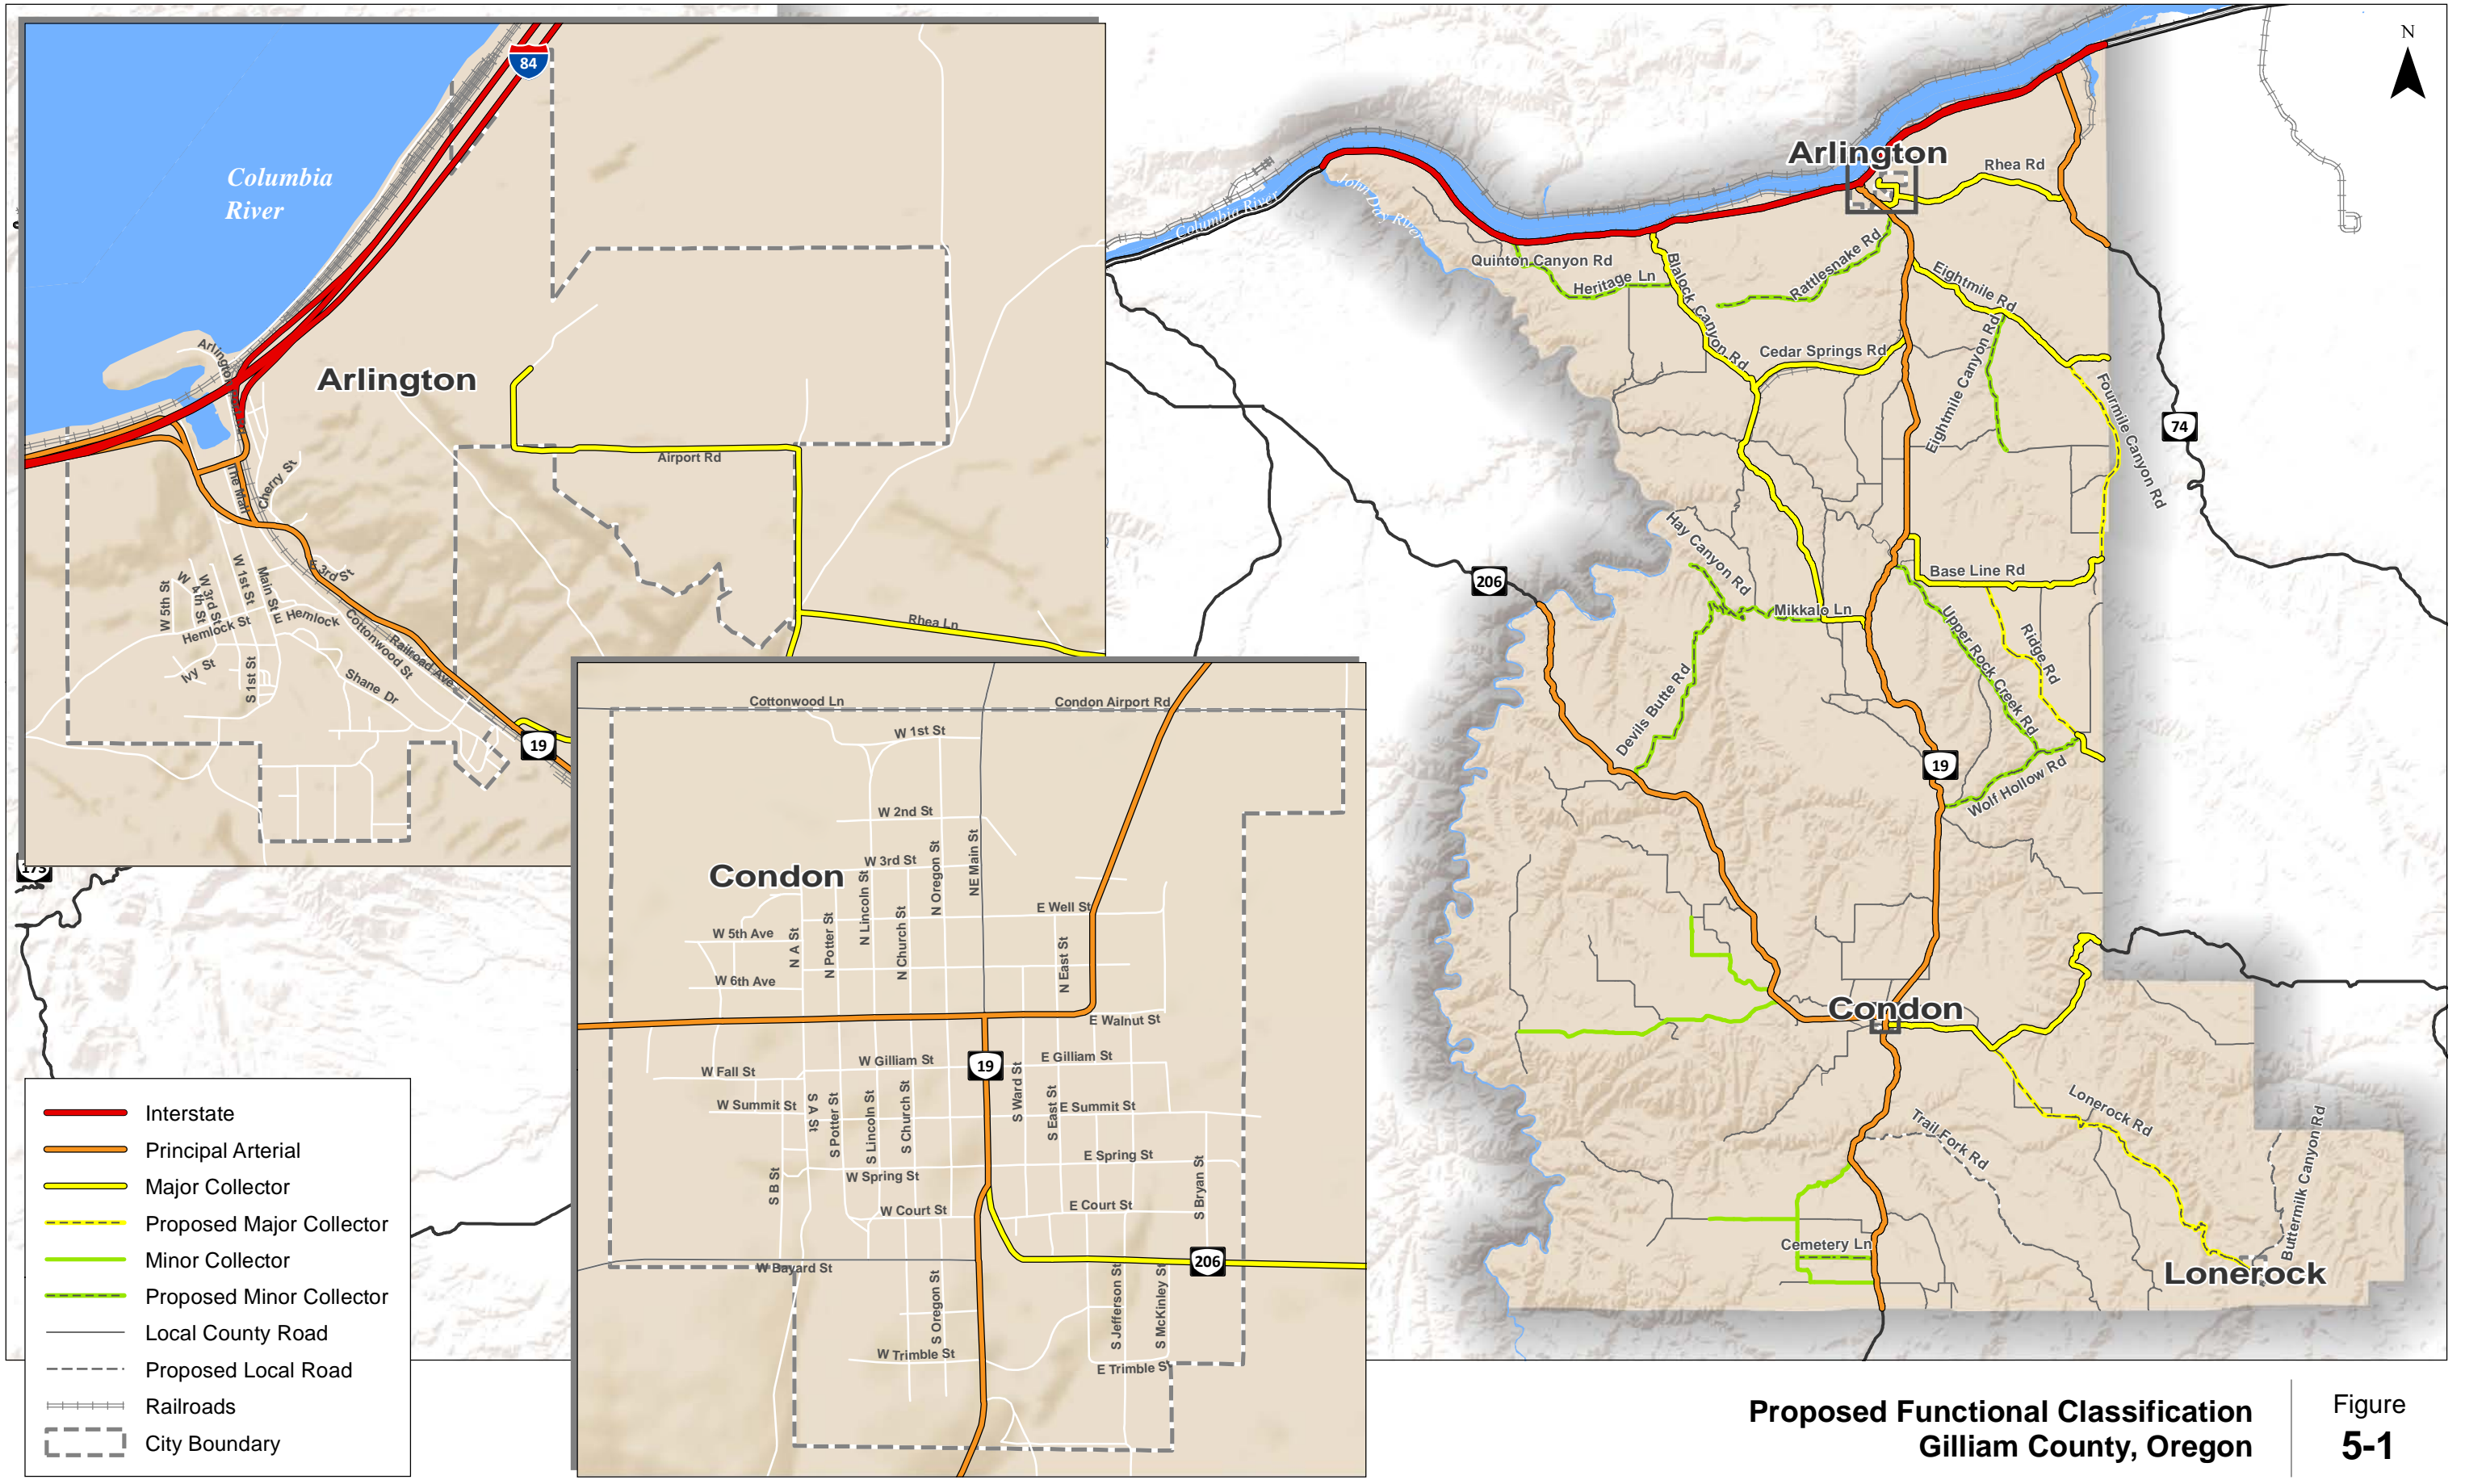 84
Columbia
River
Arlington
Arlington
Airport Rd
The Mall
Cherry St
E 3rd St
W 5th St
W 4th St
W 3rd St
W 1st St
Main St
E Hemlock
Hemlock St
Cottonwood St
Railroad Ave
Ivy St
S 1st St
Shane Dr
Rhea Ln
19
173
Cottonwood Ln
Condon Airport Rd
W 1st St
W 2nd St
W 3rd St
Condon
N Lincoln St
N Oregon St
NE Main St
E Well St
W 5th Ave
N A St
N Potter St
N Church St
N East St
W 6th Ave
E Walnut St
W Gilliam St
19
E Gilliam St
W Fall St
W Summit St
S A St
S Potter St
S Lincoln St
S Church St
S Ward St
S East St
E Summit St
E Spring St
W Spring St
S B St
W Court St
E Court St
S Bryan St
W Bayard St
206
S Oregon St
S Jefferson St
S McKinley St
W Trimble St
E Trimble St
N
Arlington
Rhea Rd
Columbia River
John Day River
Quinton Canyon Rd
Heritage Ln
Blalock Canyon Rd
Rattlesnake Rd
Eightmile Rd
Cedar Springs Rd
Eightmile Canyon Rd
Fourmile Canyon Rd
74
Hay Canyon Rd
206
Base Line Rd
Mikkalo Ln
Upper Rock Creek Rd
Ridge Rd
Devils Butte Rd
19
Wolf Hollow Rd
Condon
Lonerock Rd
Trail Fork Rd
Buttermilk Canyon Rd
Cemetery Ln
Lonerock
Interstate
Principal Arterial
Major Collector
Proposed Major Collector
Minor Collector
Proposed Minor Collector
Local County Road
Proposed Local Road
Railroads
City Boundary
Proposed Functional Classification
Gilliam County, Oregon
Figure
5-1